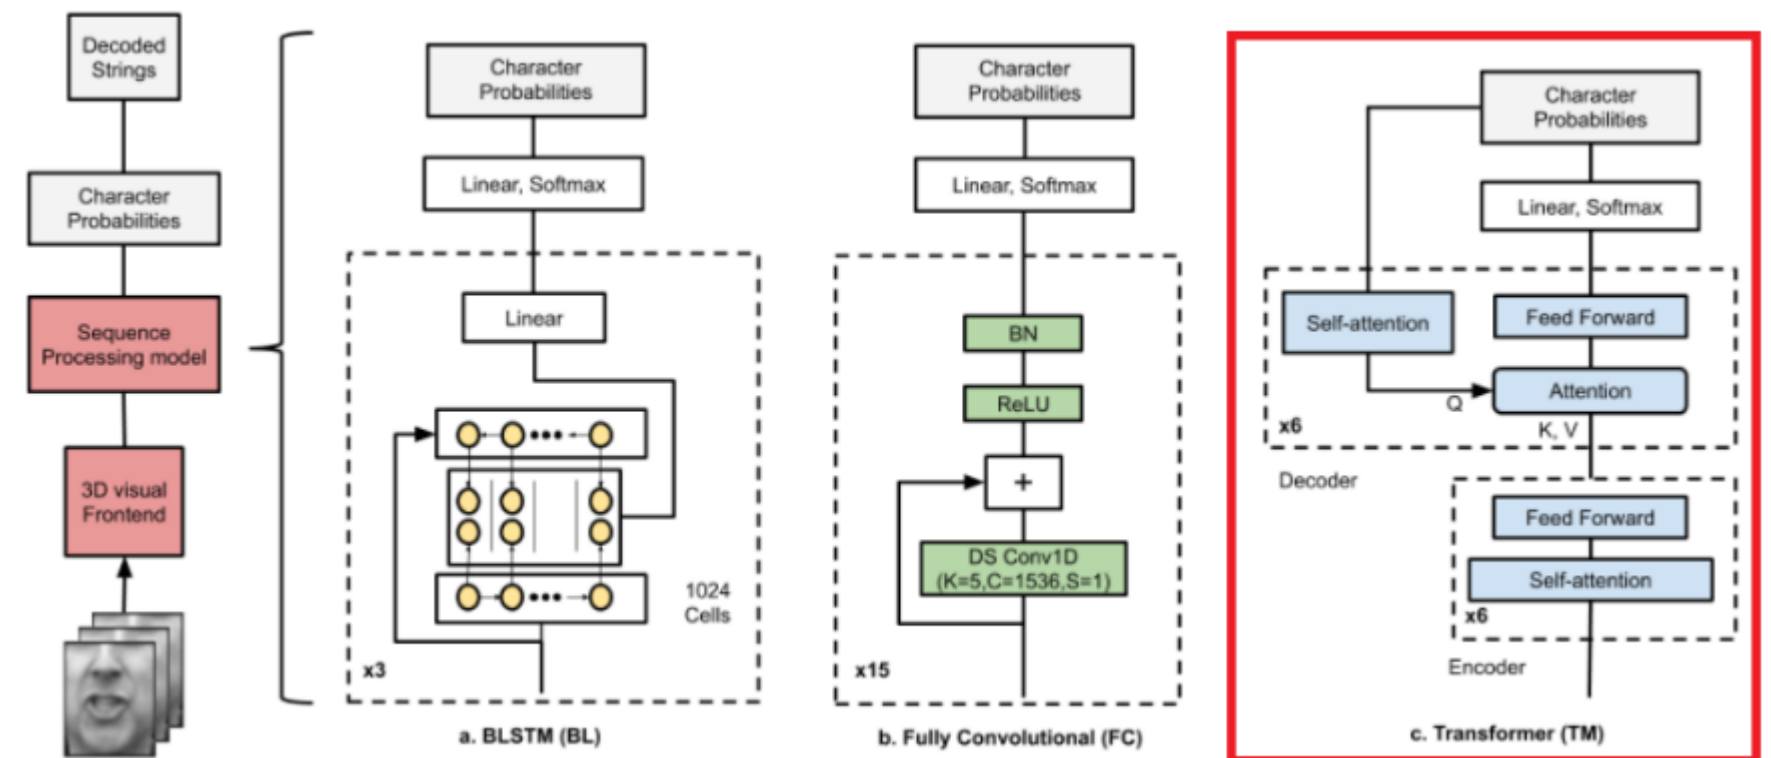 Decoded
Strings
Character
Probabilities
Sequence
Processing model
3D visual
Frontend
Character
Probabilities
Linear, Softmax
Linear
1024
Cells
x3
a. BLSTM (BL)
Character
Probabilities
Linear, Softmax
BN
ReLU
+
DS Conv1D
(K=5,C=1536,S=1)
x15
b. Fully Convolutional (FC)
Character
Probabilities
Linear, Softmax
Self-attention
Feed Forward
Attention
Q
K, V
x6
Decoder
Feed Forward
Self-attention
x6
Encoder
c. Transformer (TM)